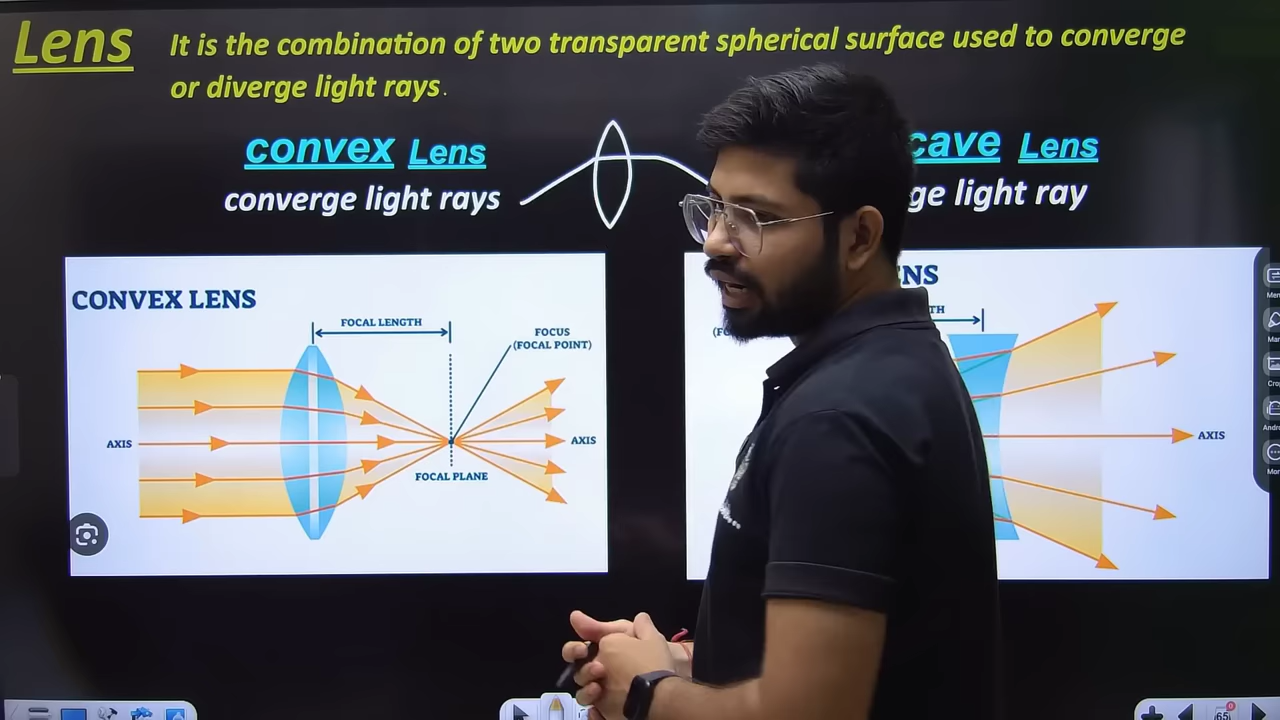 Lens It is the combination of two transparent spherical surface used to converge
or diverge light rays.
convex Lens
cave Lens
converge light rays
ge light ray
CONVEX LENS
FOCAL LENGTH
FOCUS
(FOCAL POINT)
AXIS
AXIS
FOCAL PLANE
NS
TH
AXIS
65